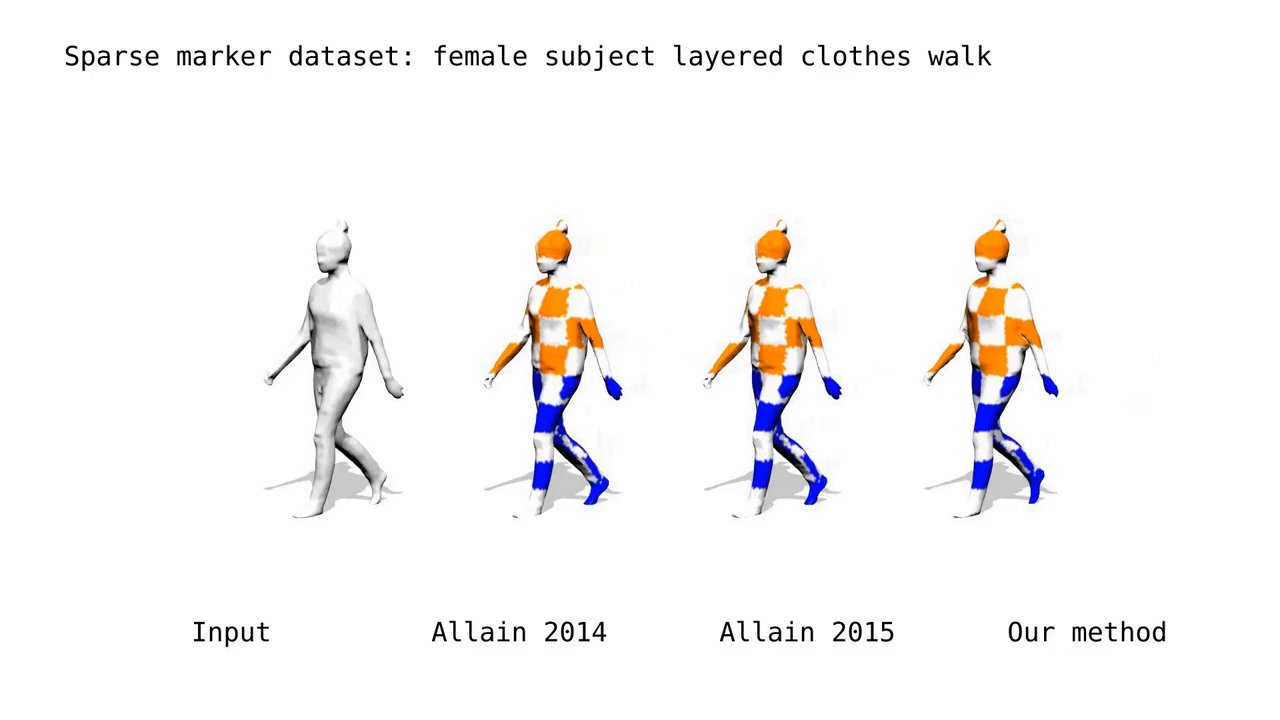 Sparse marker dataset: female subject layered clothes walk
Input
Allain 2014
Allain 2015
Our method